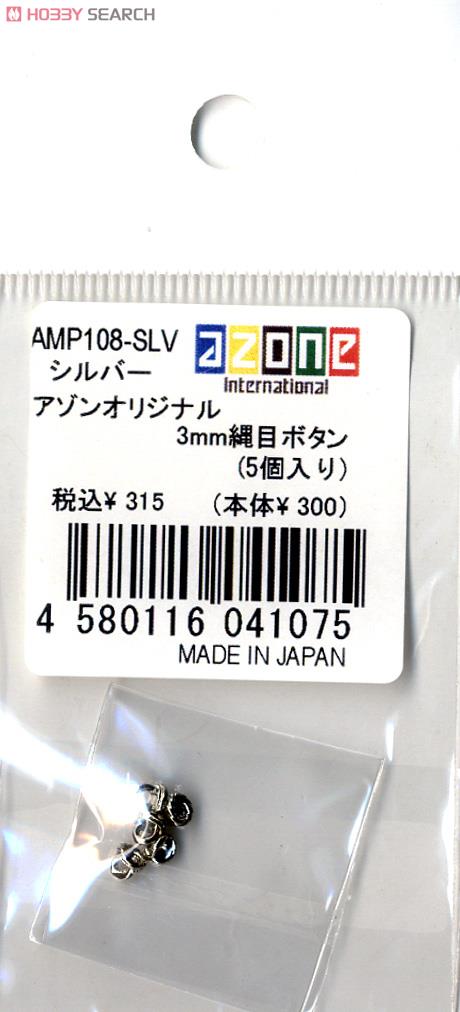 HOBBY SEARCH
AMP108-SLV
azone
International
シルバー
アゾンオリジナル
3mm縄目ボタン
(5個入り)
税込¥ 315 (本体¥ 300)
4 580116 041075
MADE IN JAPAN